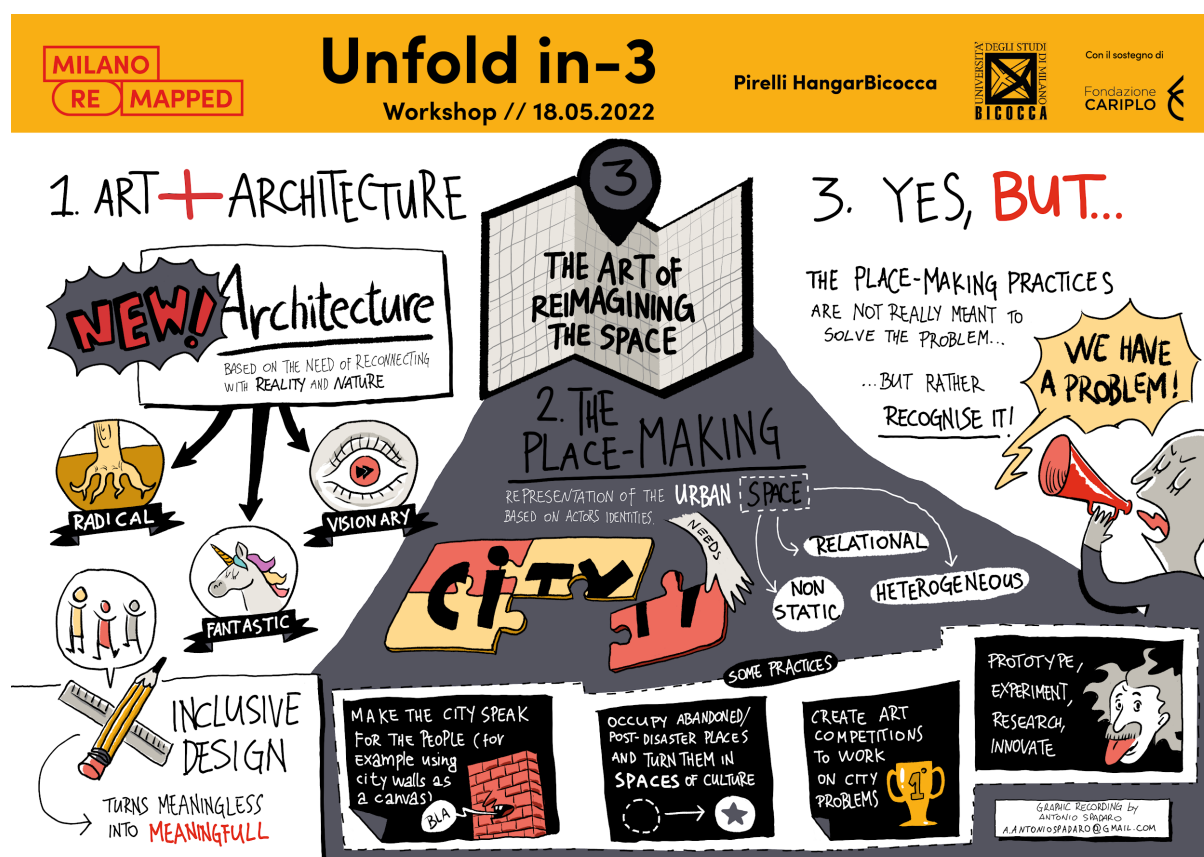 MILANO
RE MAPPED
Unfold in-3
Workshop // 18.05.2022
Pirelli HangarBicocca
UNIVERSITA'
DEGLI STUDI
DI MILANO
BICOCCA
Con il sostegno di
Fondazione
CARIPLO
1. ART + ARCHITECTURE
NEW!
Architecture
BASED ON THE NEED OF RECONNECTING
WITH REALITY AND NATURE
RADICAL
VISIONARY
FANTASTIC
INCLUSIVE
DESIGN
TURNS MEANINGLESS
INTO MEANINGFULL
3
THE ART OF
REIMAGINING
THE SPACE
2. THE
PLACE-MAKING
REPRESENTATION OF THE URBAN SPACE
BASED ON ACTORS IDENTITIES.
NEEDS
CITY
RELATIONAL
NON
STATIC
HETEROGENEOUS
SOME PRACTICES
MAKE THE CITY SPEAK
FOR THE PEOPLE (for
example using
city walls as
a canvas)
BLA
OCCUPY ABANDONED/
POST-DISASTER PLACES
AND TURN THEM IN
SPACES OF CULTURE
CREATE ART
COMPETITIONS
TO WORK
ON CITY
PROBLEMS
1°
PROTOTYPE,
EXPERIMENT,
RESEARCH,
INNOVATE
3. YES, BUT...
THE PLACE-MAKING PRACTICES
ARE NOT REALLY MEANT TO
SOLVE THE PROBLEM...
...BUT RATHER
RECOGNISE IT!
WE HAVE
A PROBLEM!
GRAPHIC RECORDING by
ANTONIO SPADARO
A.ANTONIOSPADARO@GMAIL.COM